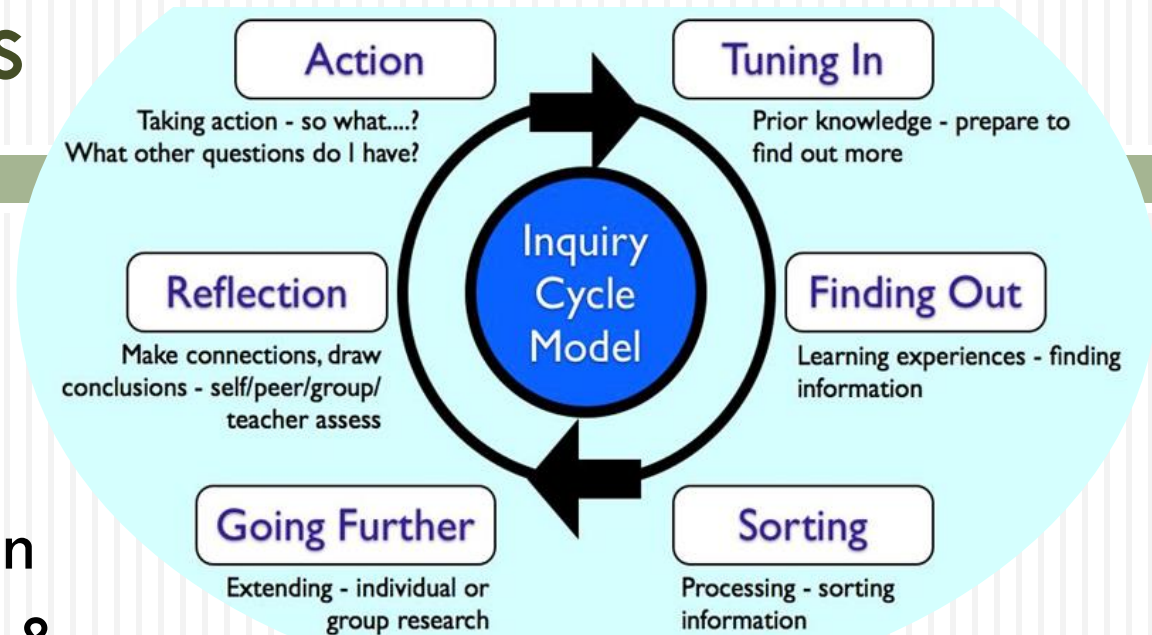 s
Action
Taking action - so what....?
What other questions do I have?
Tuning In
Prior knowledge - prepare to
find out more
Inquiry
Cycle
Model
Reflection
Make connections, draw
conclusions - self/peer/group/
teacher assess
Finding Out
Learning experiences - finding
information
Going Further
Extending - individual or
group research
Sorting
Processing - sorting
information
n
&